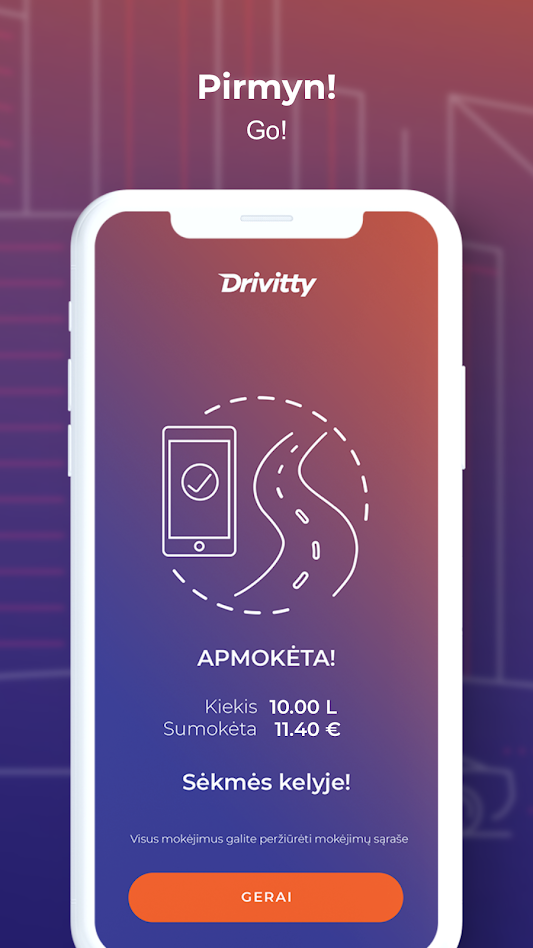 Pirmyn!
Go!
Drivitty
APMOKĖTA!
Kiekis 10.00 L
Sumokėta 11.40 €
Sėkmės kelyje!
Visus mokėjimus galite peržiūrėti mokėjimų sąraše
GERAI